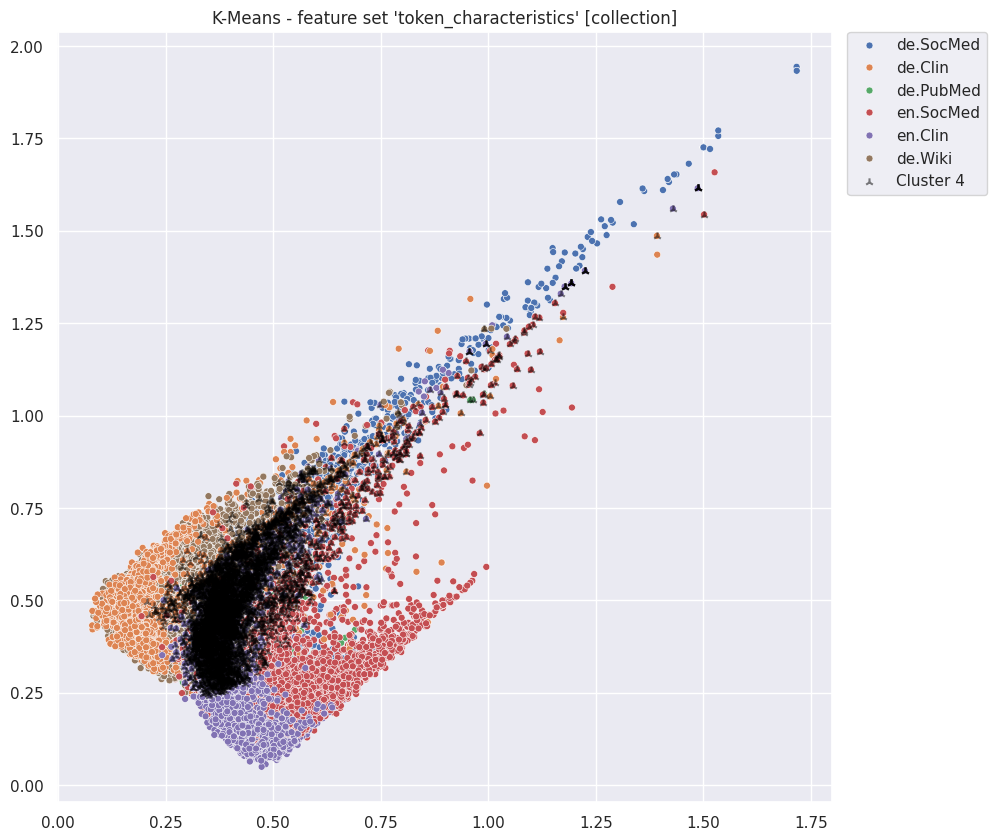 K-Means - feature set 'token_characteristics' [collection]
de.SocMed
de.Clin
de.PubMed
en.SocMed
en.Clin
de.Wiki
Cluster 4
2.00
1.75
1.50
1.25
1.00
0.75
0.50
0.25
0.00
0.00 0.25 0.50 0.75 1.00 1.25 1.50 1.75